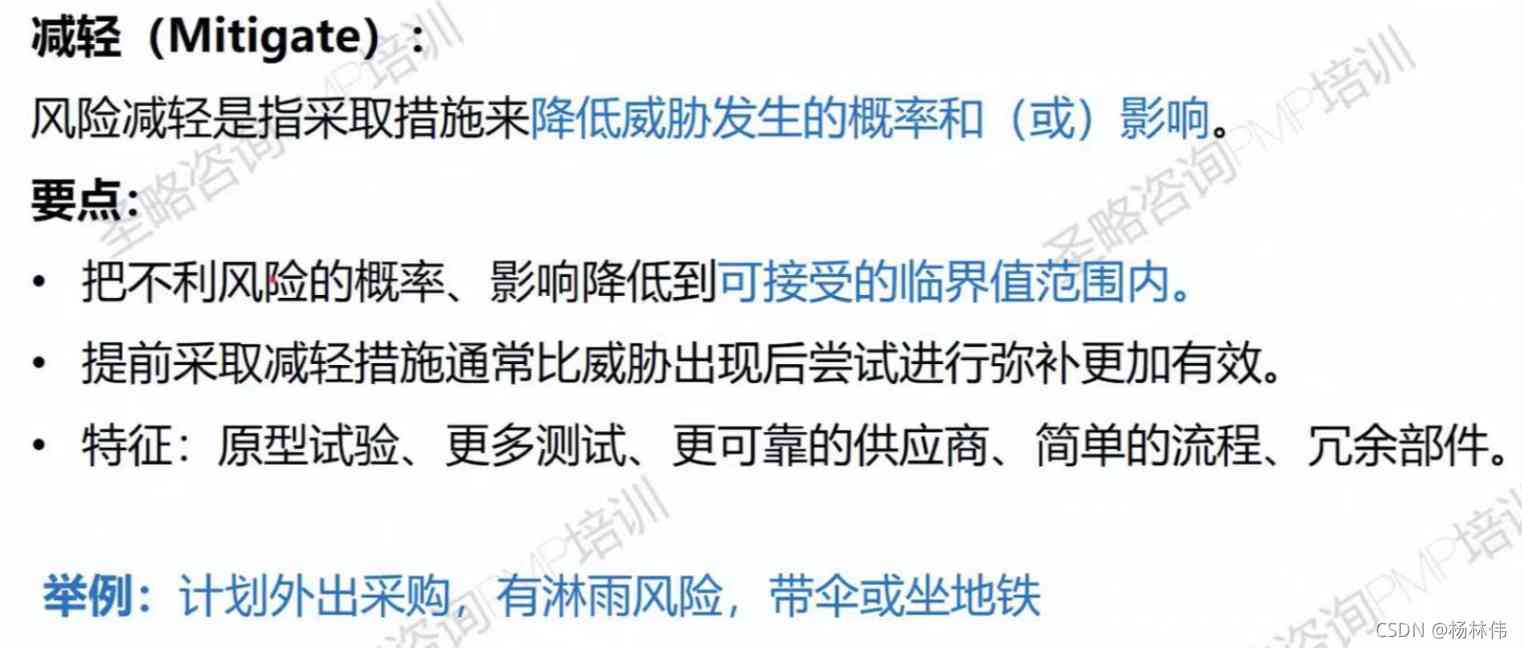 减轻（Mitigate）：
风险减轻是指采取措施来降低威胁发生的概率和（或）影响。
要点：
• 把不利风险的概率、影响降低到可接受的临界值范围内。
• 提前采取减轻措施通常比威胁出现后尝试进行弥补更加有效。
• 特征：原型试验、更多测试、更可靠的供应商、简单的流程、冗余部件。
举例：计划外出采购，有淋雨风险，带伞或坐地铁
圣略咨询PMP培训
圣略咨询PMP培训
咨询PMP培训
咨询PMP培训
CSDN @杨林伟